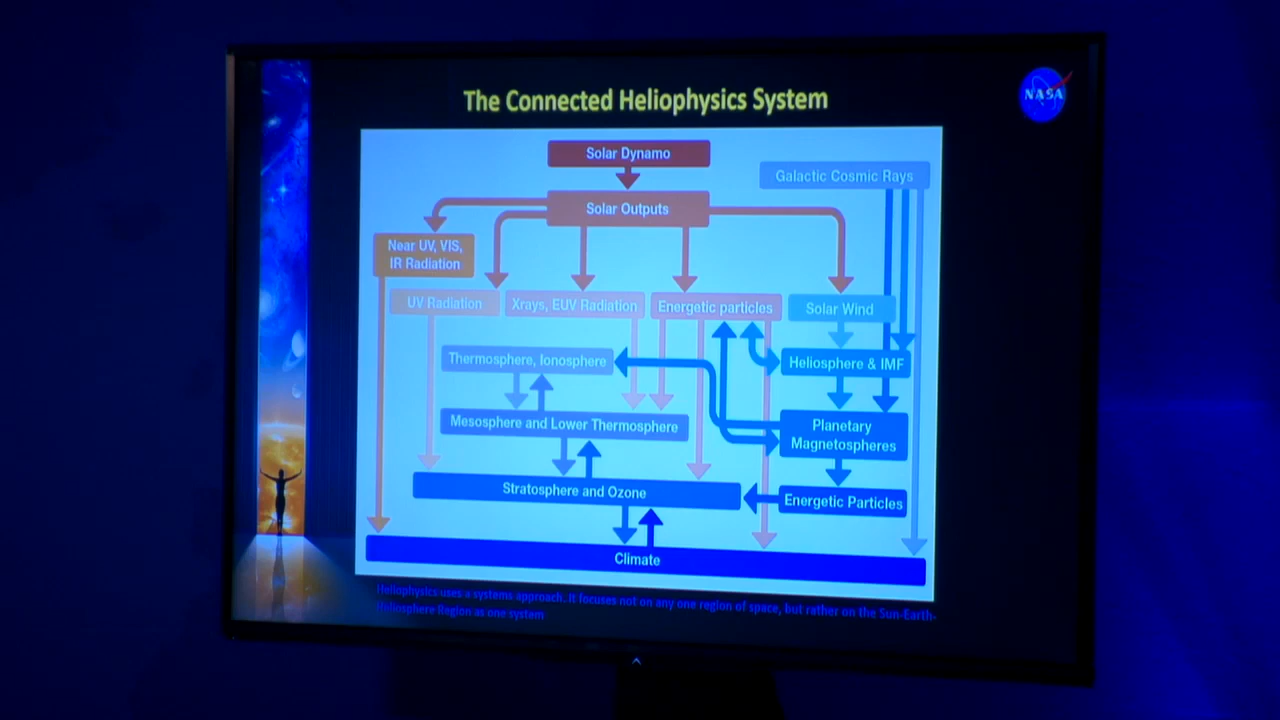 The Connected Heliophysics System
NASA
Solar Dynamo
Galactic Cosmic Rays
Solar Outputs
Near UV, VIS,
IR Radiation
UV Radiation
Xrays, EUV Radiation
Energetic particles
Solar Wind
Thermosphere, Ionosphere
Heliosphere & IMF
Mesosphere and Lower Thermosphere
Planetary
Magnetospheres
Stratosphere and Ozone
Energetic Particles
Climate
Heliophysics uses a systems approach. It focuses not on any one region of space, but rather on the Sun-Earth-
Heliosphere Region as one system